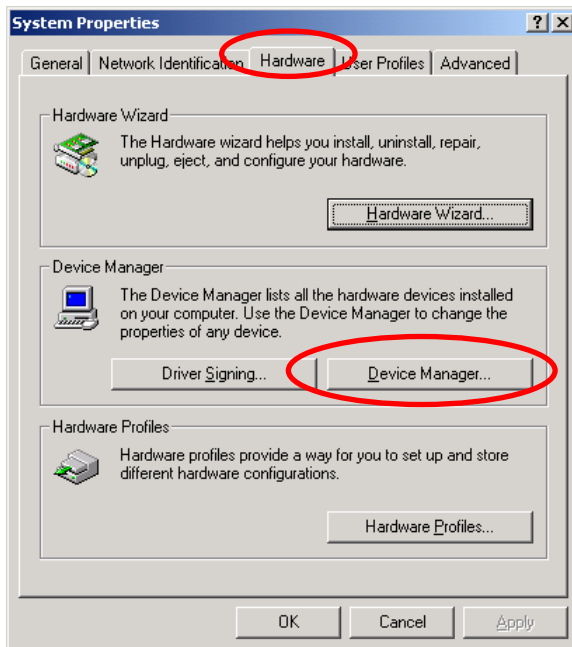 System Properties
General Network Identification Hardware User Profiles Advanced
Hardware Wizard
The Hardware wizard helps you install, uninstall, repair,
unplug, eject, and configure your hardware.
Hardware Wizard...
Device Manager
The Device Manager lists all the hardware devices installed
on your computer. Use the Device Manager to change the
properties of any device.
Driver Signing... Device Manager...
Hardware Profiles
Hardware profiles provide a way for you to set up and store
different hardware configurations.
Hardware Profiles...
OK Cancel Apply